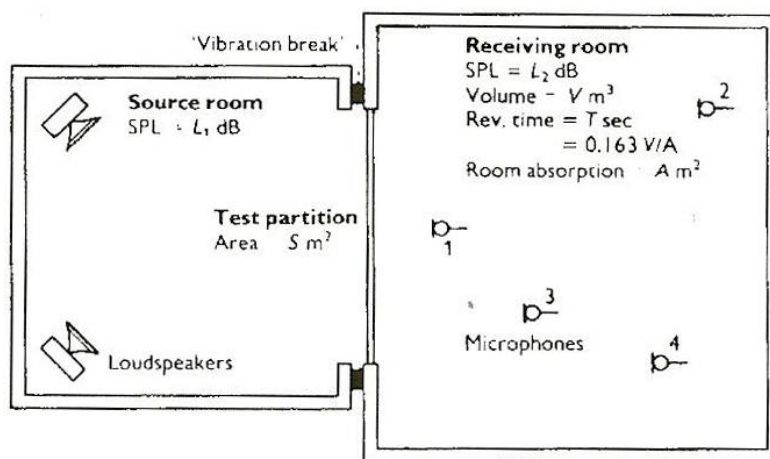 'Vibration break'
Source room
SPL = L₁ dB
Test partition
Area S m²
Loudspeakers
Receiving room
SPL = L₂ dB
Volume – V m³
Rev. time = T sec
= 0.163 V/A
Room absorption A m²
2
1
3
Microphones
4